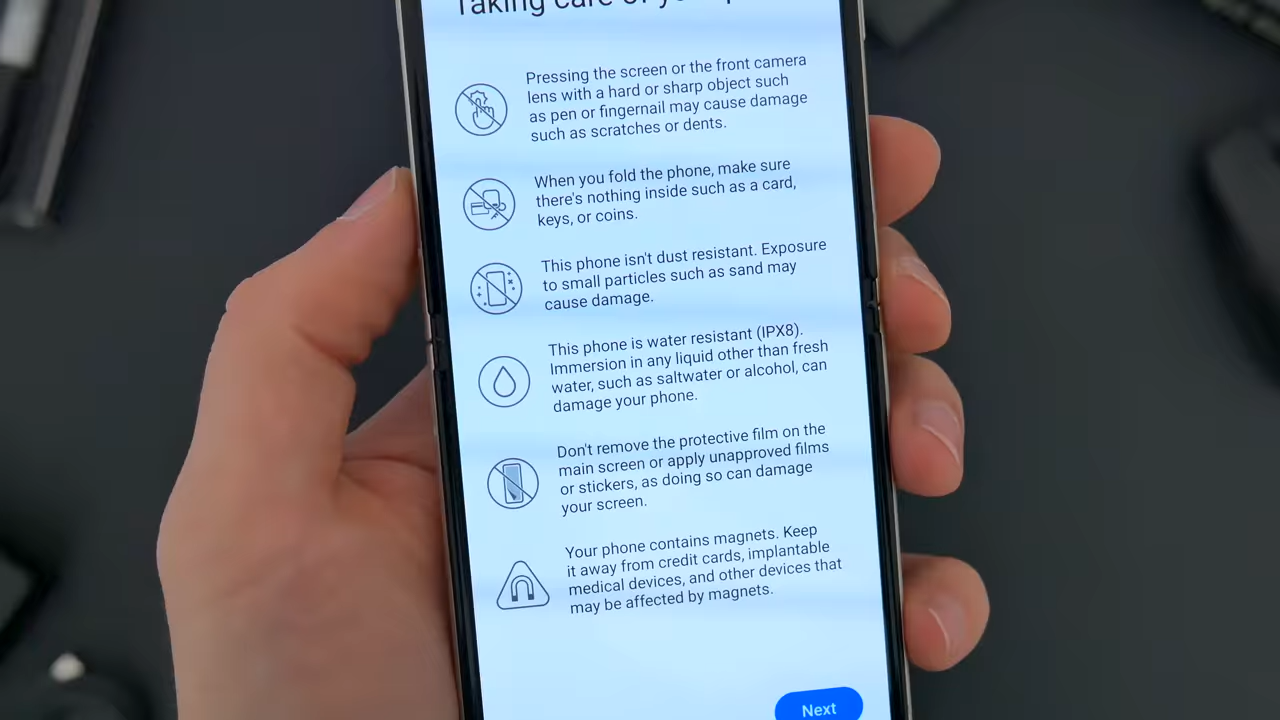 Taking care of your
Pressing the screen or the front camera
lens with a hard or sharp object such
as pen or fingernail may cause damage
such as scratches or dents.
When you fold the phone, make sure
there's nothing inside such as a card,
keys, or coins.
This phone isn't dust resistant. Exposure
to small particles such as sand may
cause damage.
This phone is water resistant (IPX8).
Immersion in any liquid other than fresh
water, such as saltwater or alcohol, can
damage your phone.
Don't remove the protective film on the
main screen or apply unapproved films
or stickers, as doing so can damage
your screen.
Your phone contains magnets. Keep
it away from credit cards, implantable
medical devices, and other devices that
may be affected by magnets.
Next